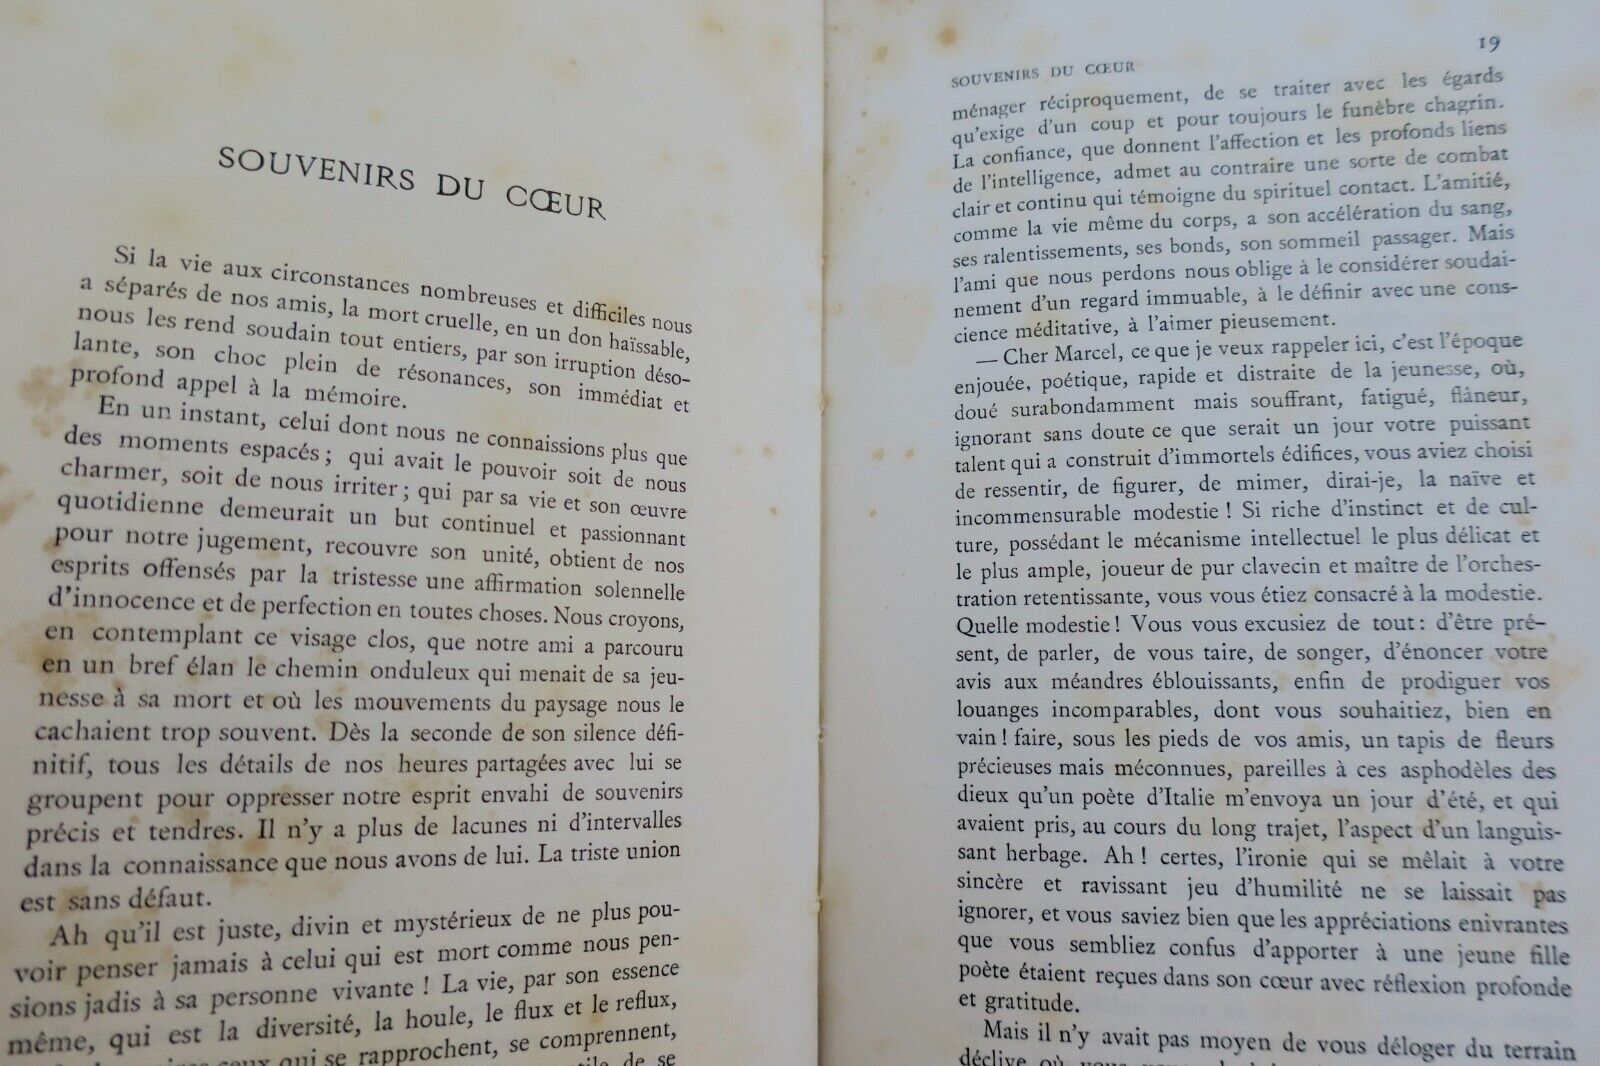 SOUVENIRS DU CŒUR
Si la vie aux circonstances nombreuses et difficiles nous
a séparés de nos amis, la mort cruelle, en un don haïssable,
nous les rend soudain tout entiers, par son irruption déso-
lante, son choc plein de résonances, son immédiat et
profond appel à la mémoire.
En un instant, celui dont nous ne connaissions plus que
des moments espacés ; qui avait le pouvoir soit de nous
charmer, soit de nous irriter ; qui par sa vie et son œuvre
quotidienne demeurait un but continuel et passionnant
pour notre jugement, recouvre son unité, obtient de nos
esprits offensés par la tristesse une affirmation solennelle
d'innocence et de perfection en toutes choses. Nous croyons,
en contemplant ce visage clos, que notre ami a parcouru
en un bref élan le chemin onduleux qui menait de sa jeu-
nesse à sa mort et où les mouvements du paysage nous le
cachaient trop souvent. Dès la seconde de son silence défi-
nitif, tous les détails de nos heures partagées avec lui se
groupent pour oppresser notre esprit envahi de souvenirs
précis et tendres. Il n'y a plus de lacunes ni d'intervalles
dans la connaissance que nous avons de lui. La triste union
est sans défaut.
Ah qu'il est juste, divin et mystérieux de ne plus pou-
voir penser jamais à celui qui est mort comme nous pen-
sions jadis à sa personne vivante ! La vie, par son essence
même, qui est la diversité, la houle, le flux et le reflux,
ceux qui se rapprochent, se comprennent,
de se
SOUVENIRS DU CŒUR
19
ménager réciproquement, de se traiter avec les égards
qu'exige d'un coup et pour toujours le funèbre chagrin.
La confiance, que donnent l'affection et les profonds liens
de l'intelligence, admet au contraire une sorte de combat
clair et continu qui témoigne du spirituel contact. L'amitié,
comme la vie même du corps, a son accélération du sang,
ses ralentissements, ses bonds, son sommeil passager. Mais
l'ami que nous perdons nous oblige à le considérer soudai-
nement d'un regard immuable, à le définir avec une cons-
cience méditative, à l'aimer pieusement.
— Cher Marcel, ce que je veux rappeler ici, c'est l'époque
enjouée, poétique, rapide et distraite de la jeunesse, où,
doué surabondamment mais souffrant, fatigué, flâneur,
ignorant sans doute ce que serait un jour votre puissant
talent qui a construit d'immortels édifices, vous aviez choisi
de ressentir, de figurer, de mimer, dirai-je, la naïve et
incommensurable modestie ! Si riche d'instinct et de cul-
ture, possédant le mécanisme intellectuel le plus délicat et
le plus ample, joueur de pur clavecin et maître de l'orches-
tration retentissante, vous vous étiez consacré à la modestie.
Quelle modestie ! Vous vous excusiez de tout : d'être pré-
sent, de parler, de vous taire, de songer, d'énoncer votre
avis aux méandres éblouissants, enfin de prodiguer vos
louanges incomparables, dont vous souhaitiez, bien en
vain ! faire, sous les pieds de vos amis, un tapis de fleurs
précieuses mais méconnues, pareilles à ces asphodèles des
dieux qu'un poète d'Italie m'envoya un jour d'été, et qui
avaient pris, au cours du long trajet, l'aspect d'un languis-
sant herbage. Ah ! certes, l'ironie qui se mêlait à votre
sincère et ravissant jeu d'humilité ne se laissait pas
ignorer, et vous saviez bien que les appréciations enivrantes
que vous sembliez confus d'apporter à une jeune fille
poète étaient reçues dans son cœur avec réflexion profonde
et gratitude.
Mais il n'y avait pas moyen de vous déloger du terrain
déclive où vous